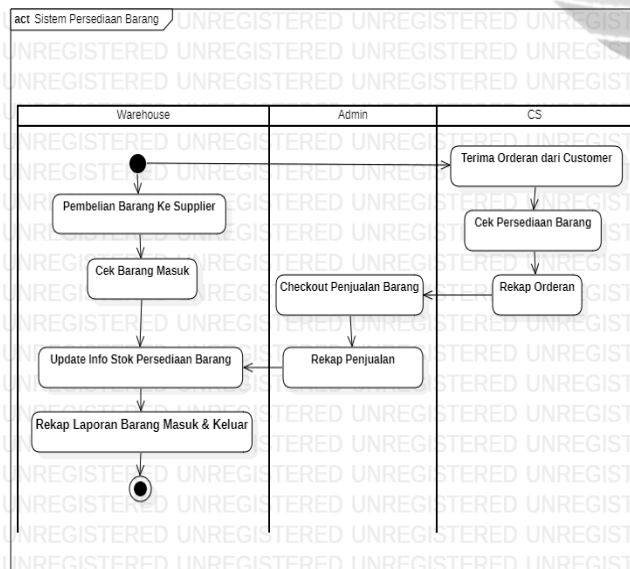 act Sistem Persediaan Barang
Warehouse
Admin
CS
Terima Orderan dari Customer
Pembelian Barang Ke Supplier
Cek Persediaan Barang
Cek Barang Masuk
Checkout Penjualan Barang
Rekap Orderan
Update Info Stok Persediaan Barang
Rekap Penjualan
Rekap Laporan Barang Masuk & Keluar
UNREGISTERED